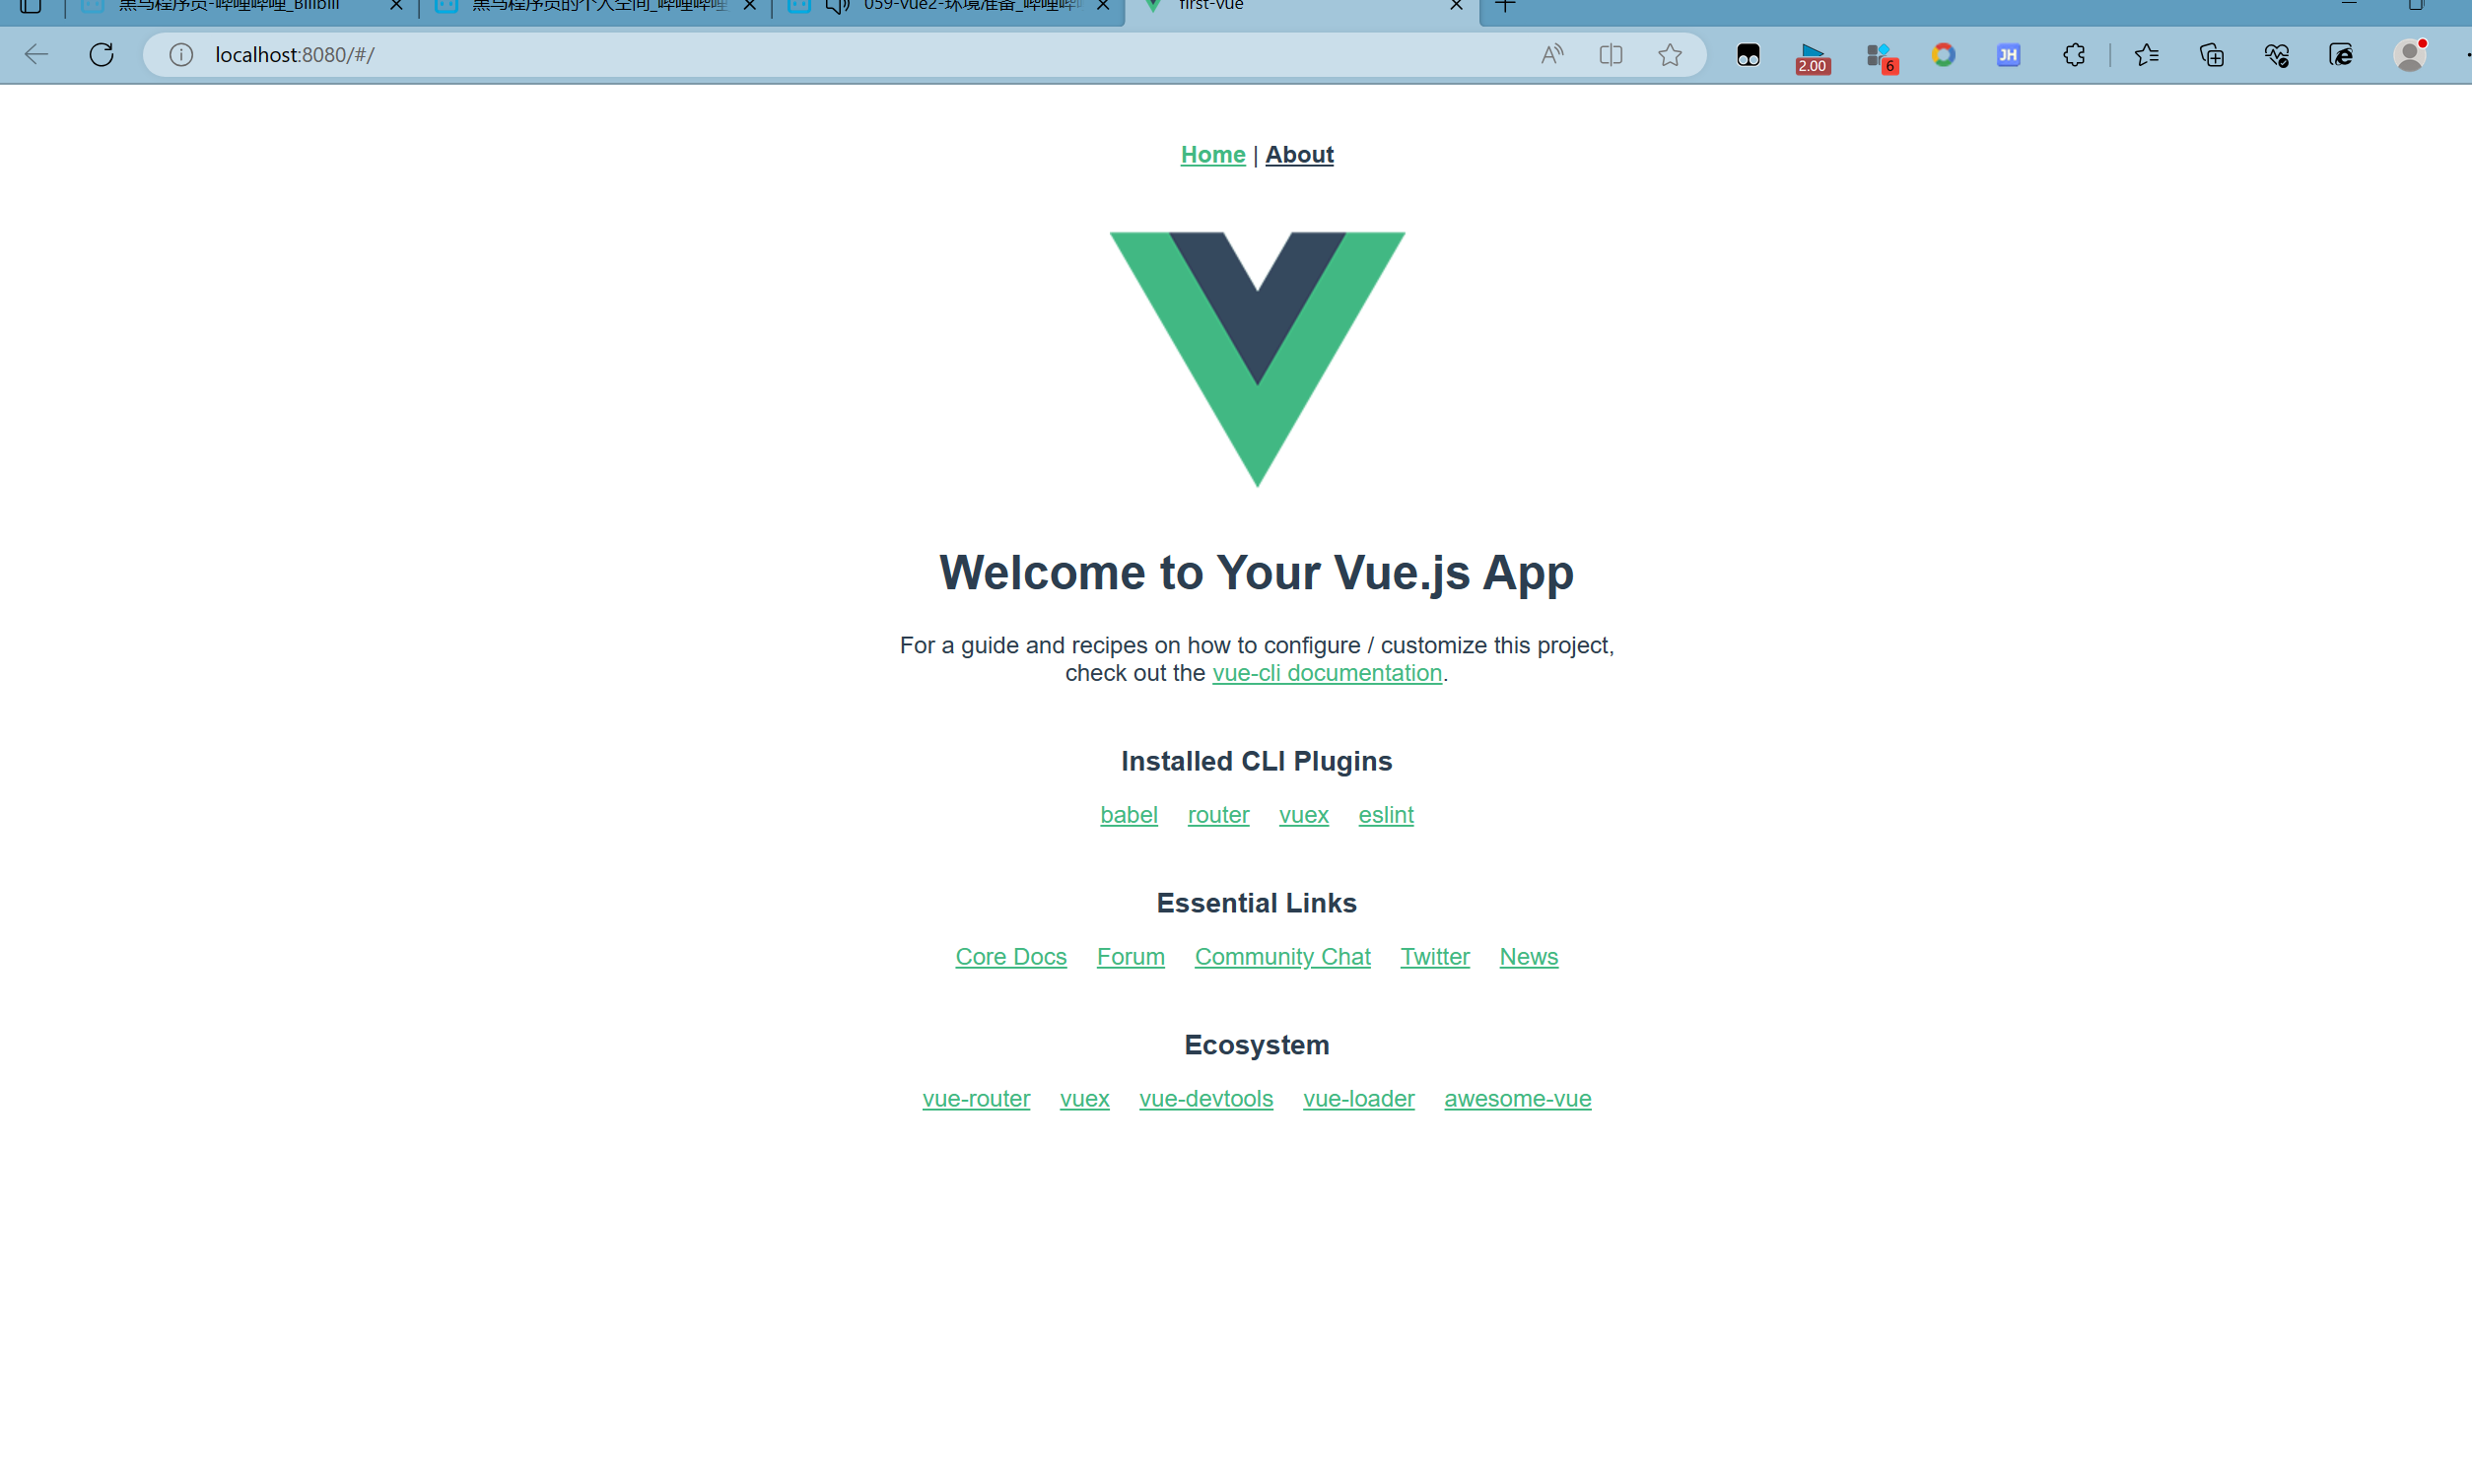 黑马程序员-哔哩哔哩_Bilibili
黑马程序员的个人空间_哔哩哔哩
059-vue2-环境准备_哔哩哔哩
first-vue
localhost:8080/#/
2.00
6
JH
Home | About
Welcome to Your Vue.js App
For a guide and recipes on how to configure / customize this project,
check out the vue-cli documentation.
Installed CLI Plugins
babel router vuex eslint
Essential Links
Core Docs Forum Community Chat Twitter News
Ecosystem
vue-router vuex vue-devtools vue-loader awesome-vue